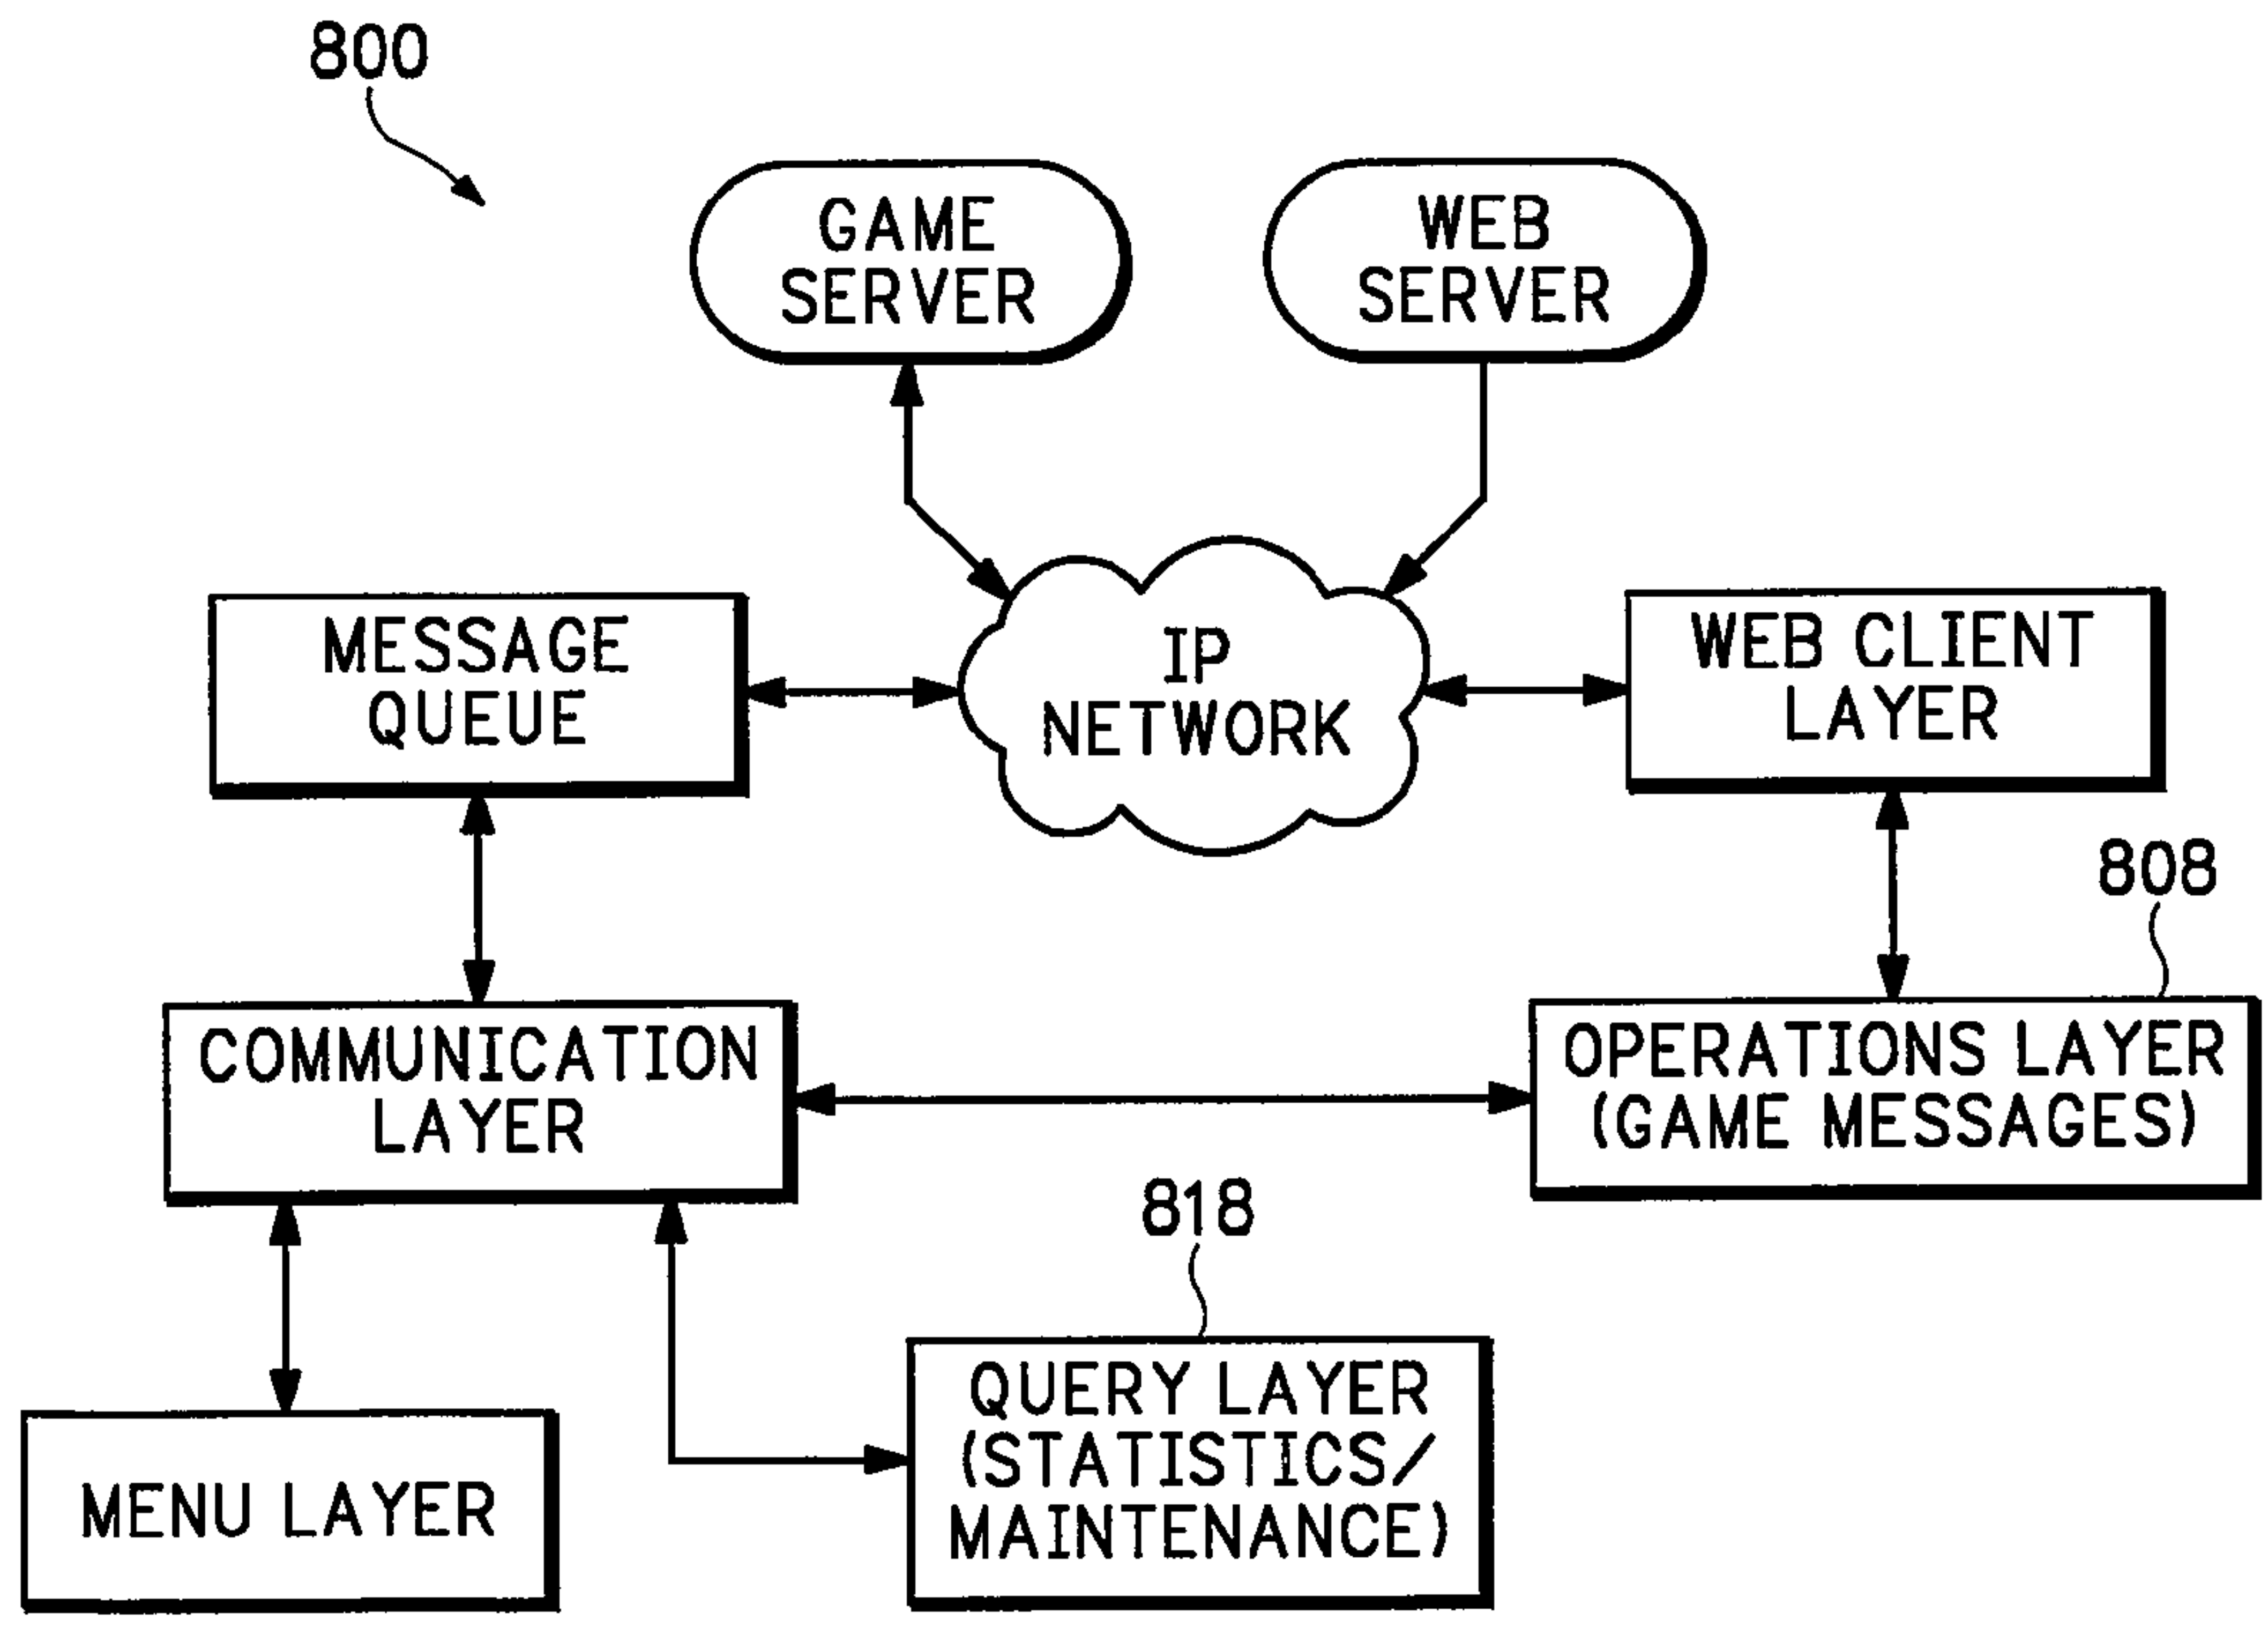 800
GAME
SERVER
WEB
SERVER
MESSAGE
QUEUE
IP
NETWORK
WEB CLIENT
LAYER
808
COMMUNICATION
LAYER
OPERATIONS LAYER
(GAME MESSAGES)
818
MENU LAYER
QUERY LAYER
(STATISTICS/
MAINTENANCE)